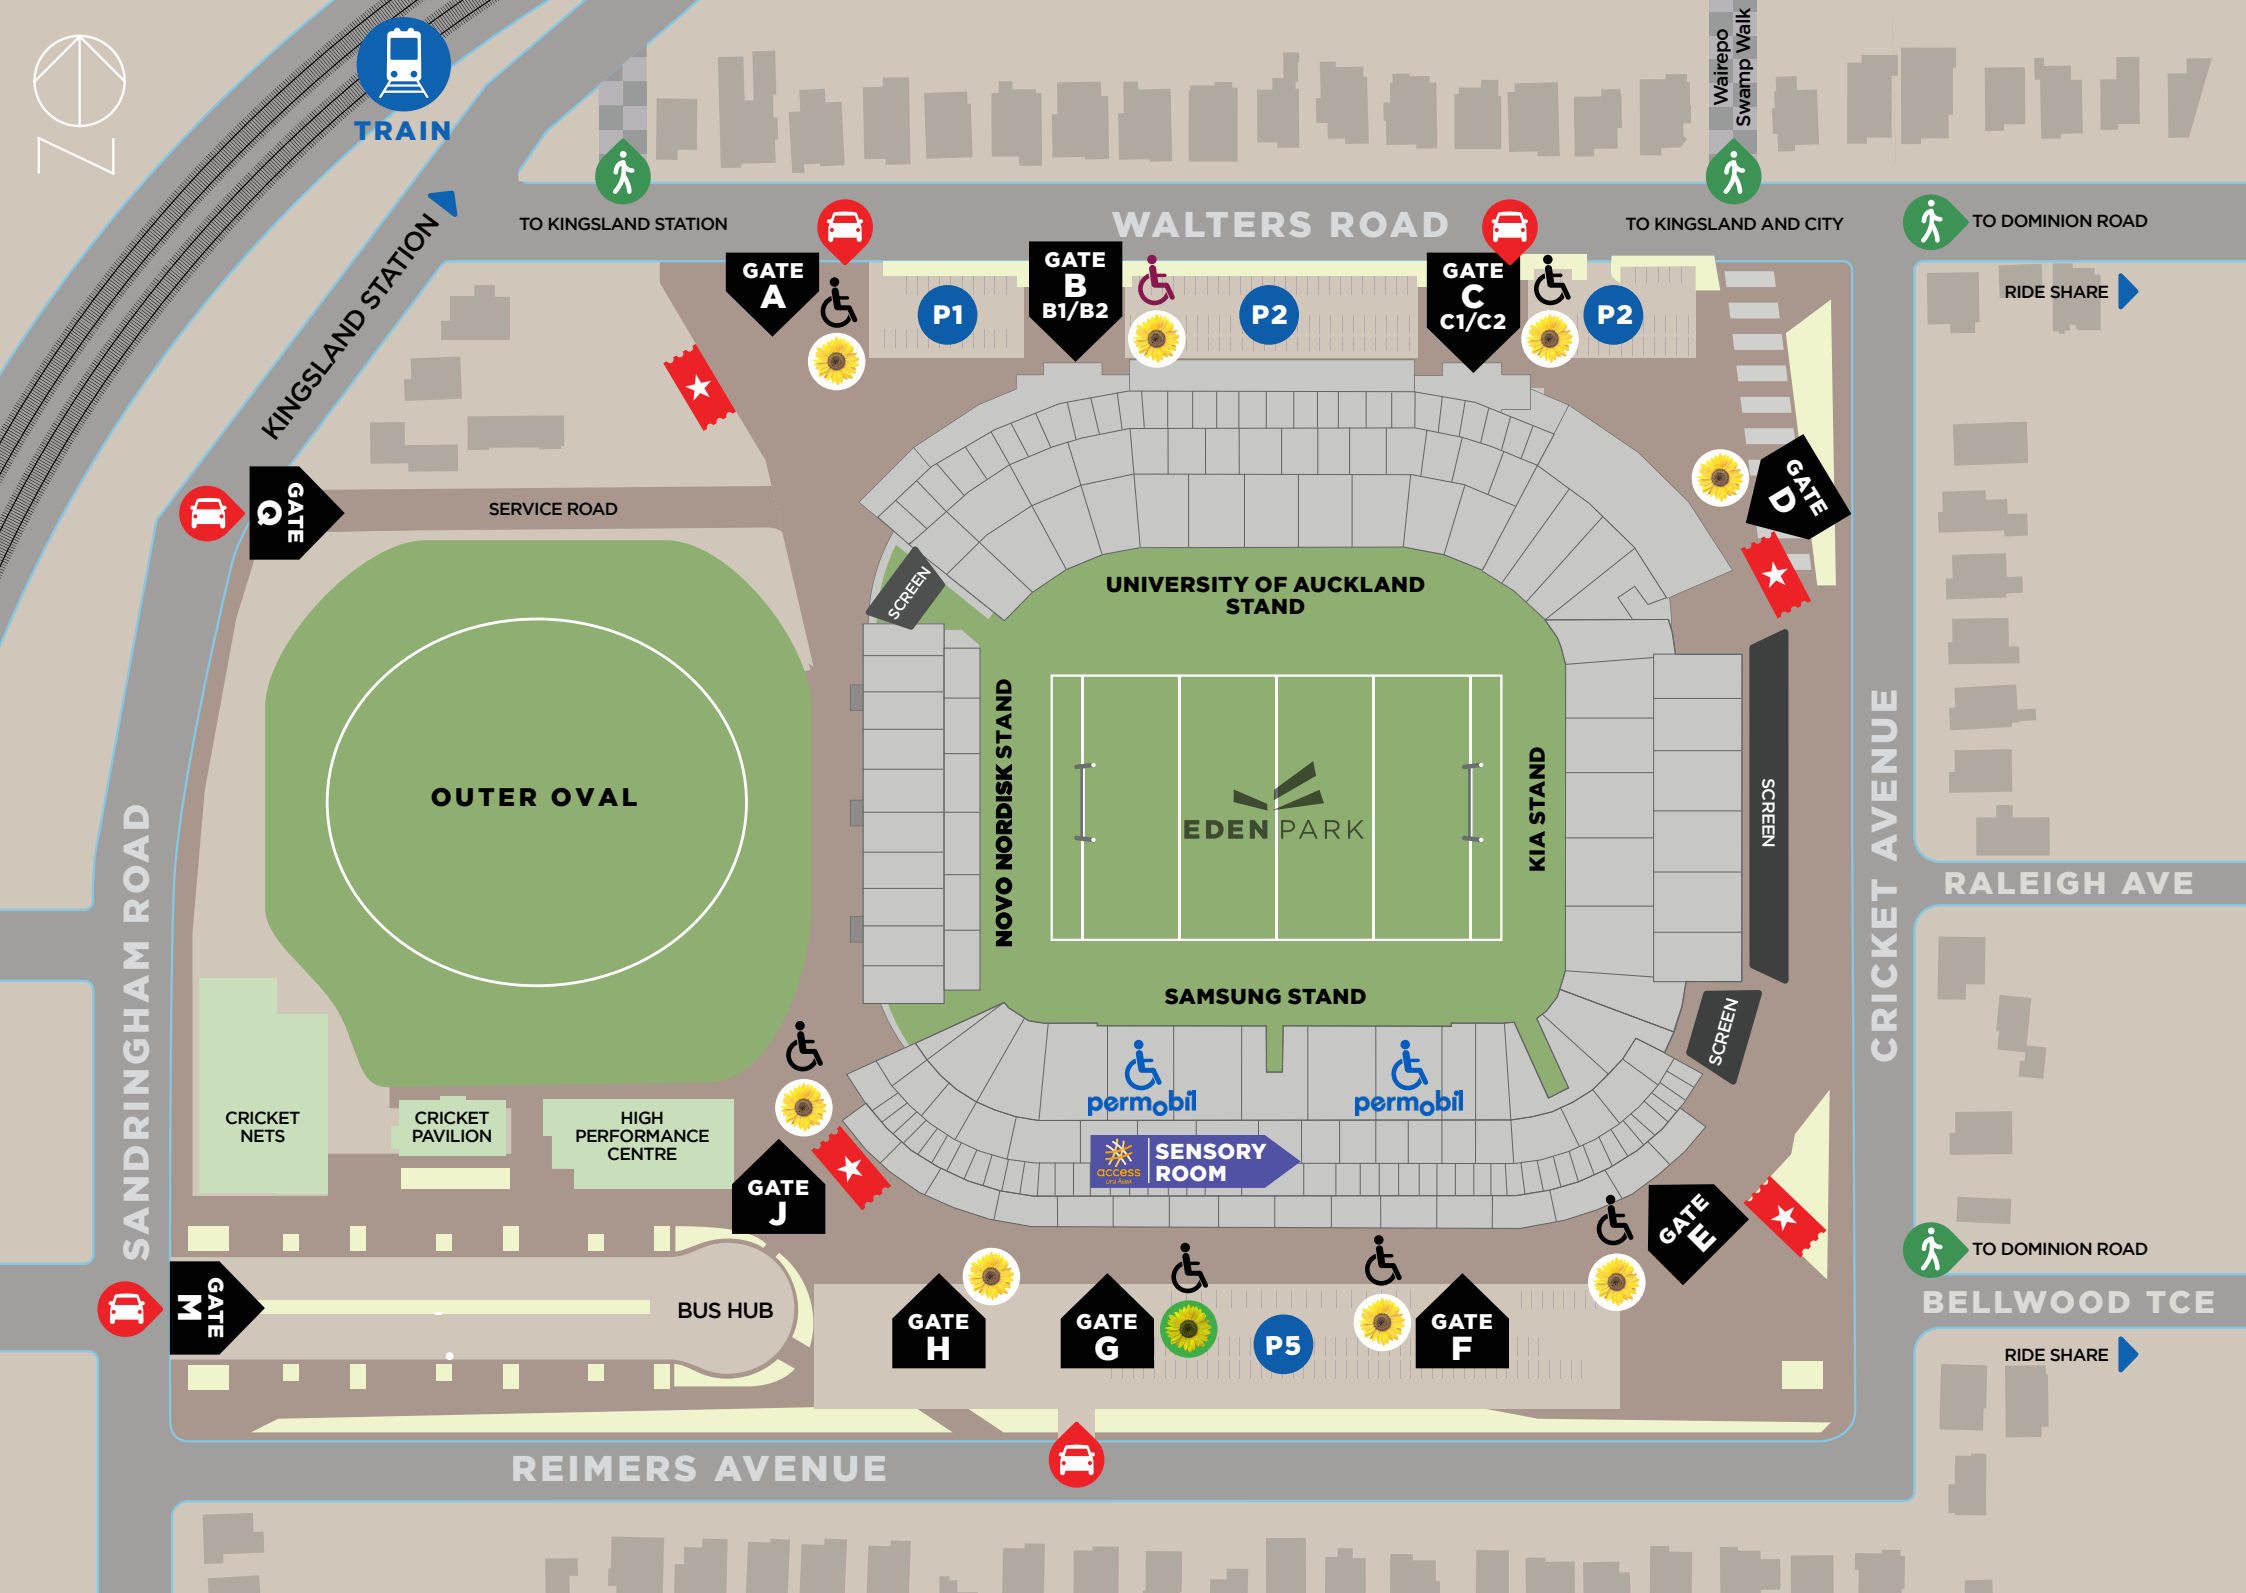 Wairepo
Swamp Walk
TRAIN
N
KINGSLAND STATION
TO KINGSLAND STATION
WALTERS ROAD
TO KINGSLAND AND CITY
TO DOMINION ROAD
RIDE SHARE
GATE
A
P1
GATE
B
B1/B2
P2
GATE
C
C1/C2
P2
GATE
D
GATE
Q
SERVICE ROAD
SCREEN
UNIVERSITY OF AUCKLAND
STAND
OUTER OVAL
NOVO NORDISK STAND
EDEN PARK
KIA STAND
SCREEN
CRICKET AVENUE
RALEIGH AVE
SANDRINGHAM ROAD
SAMSUNG STAND
SCREEN
permobil
permobil
CRICKET
NETS
CRICKET
PAVILION
HIGH
PERFORMANCE
CENTRE
access
SENSORY
ROOM
GATE
J
GATE
E
TO DOMINION ROAD
BELLWOOD TCE
RIDE SHARE
GATE
M
BUS HUB
GATE
H
GATE
G
P5
GATE
F
REIMERS AVENUE